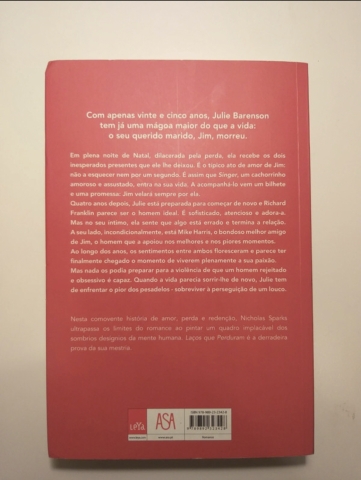 Com apenas vinte e cinco anos, Julie Barenson
tem já uma mágoa maior do que a vida:
o seu querido marido, Jim, morreu.
Em plena noite de Natal, dilacerada pela perda, ela recebe os dois
inesperados presentes que ele lhe deixou. É o típico ato de amor de Jim:
não a esquecer nem por um segundo. É assim que Singer, um cachorrinho
amoroso e assustado, entra na sua vida. A acompanhá-lo vem um bilhete
e uma promessa: Jim velará sempre por ela.
Quatro anos depois, Julie está preparada para começar de novo e Richard
Franklin parece ser o homem ideal. É sofisticado, atencioso e adora-a.
Mas no seu íntimo, ela sente que algo está errado e termina a relação.
A seu lado, incondicionalmente, está Mike Harris, o bondoso melhor amigo
de Jim, o homem que a apoiou nos melhores e nos piores momentos.
Ao longo dos anos, os sentimentos entre ambos floresceram e parece ter
finalmente chegado o momento de viverem plenamente a sua paixão.
Mas nada os podia preparar para a violência de que um homem rejeitado
e obsessivo é capaz. Quando a vida parecia sorrir-lhe de novo, Julie tem
de enfrentar o pior dos pesadelos - sobreviver à perseguição de um louco.
Nesta comovente história de amor, perda e redenção, Nicholas Sparks
ultrapassa os limites do romance ao pintar um quadro implacável dos
sombrios desígnios da mente humana. Laços que Perduram é a derradeira
prova da sua mestria.
LeYa
ASA
ISBN
Romance